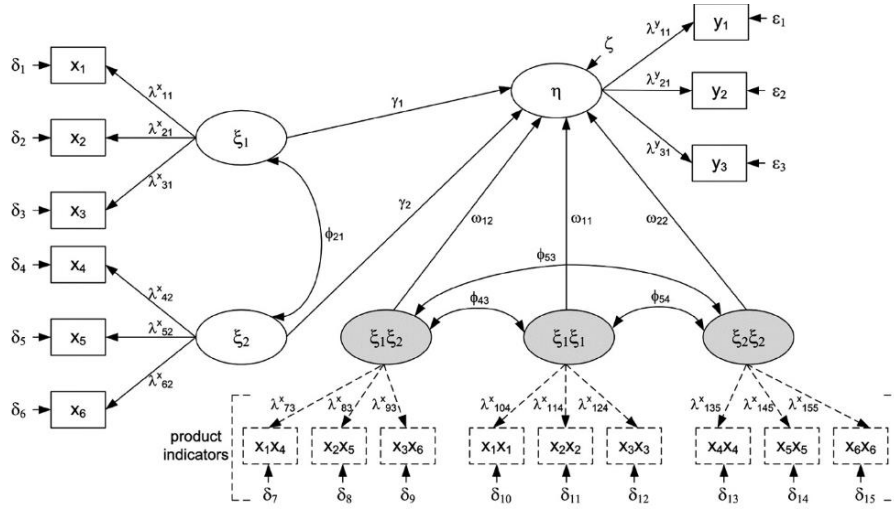 y₁ ε₁
λʸ₁₁
ζ
δ₁ x₁
λˣ₁₁
γ₁
η
λʸ₂₁ y₂ ε₂
δ₂ x₂ λˣ₂₁ ξ₁
λʸ₃₁
y₃ ε₃
λˣ₃₁
δ₃ x₃
γ₂
ω₁₂ ω₁₁ ω₂₂
ϕ₂₁
δ₄ x₄
ϕ₅₃
λˣ₄₂
ϕ₄₃ ϕ₅₄
δ₅ x₅ λˣ₅₂ ξ₂ ξ₁ξ₂ ξ₁ξ₁ ξ₂ξ₂
λˣ₆₂
δ₆ x₆
λˣ₇₃ λˣ₈₃ λˣ₉₃ λˣ₁₀₄ λˣ₁₁₄ λˣ₁₂₄ λˣ₁₃₅ λˣ₁₄₅ λˣ₁₅₅
product
indicators
x₁x₄ x₂x₅ x₃x₆ x₁x₁ x₂x₂ x₃x₃ x₄x₄ x₅x₅ x₆x₆
δ₇ δ₈ δ₉ δ₁₀ δ₁₁ δ₁₂ δ₁₃ δ₁₄ δ₁₅